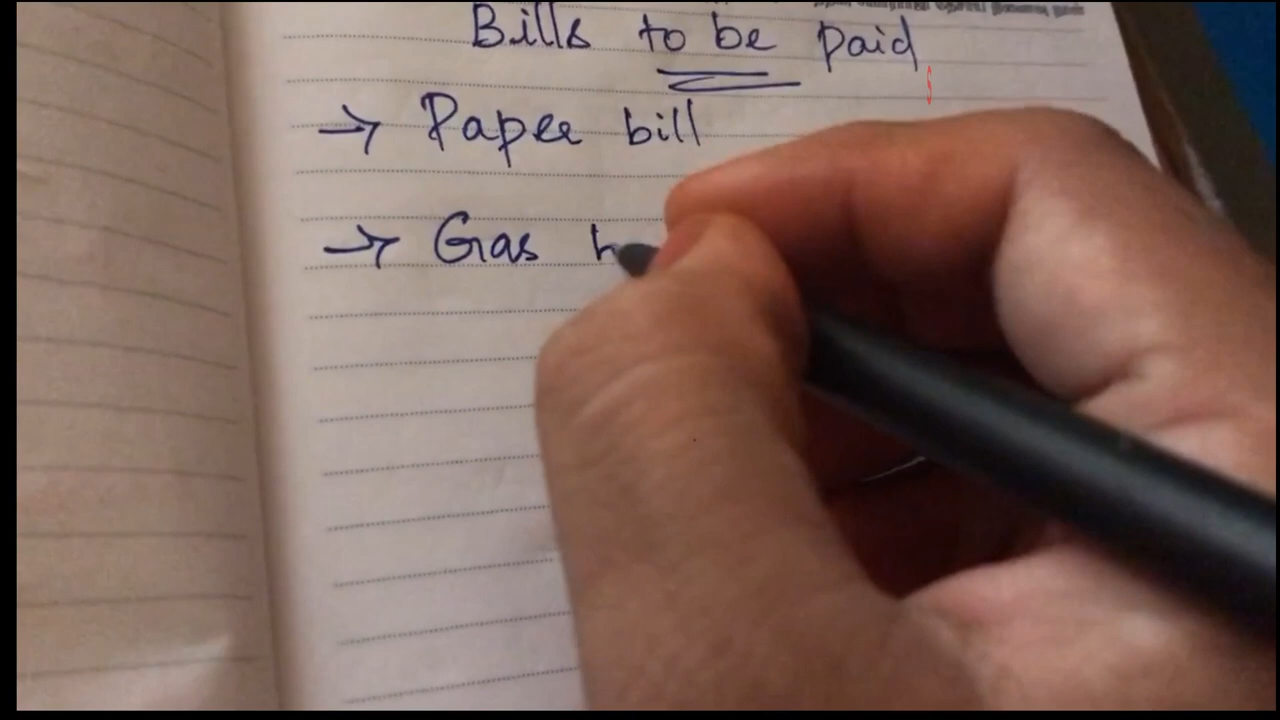 Bills to be paid
s
→ Paper bill
→ Gas